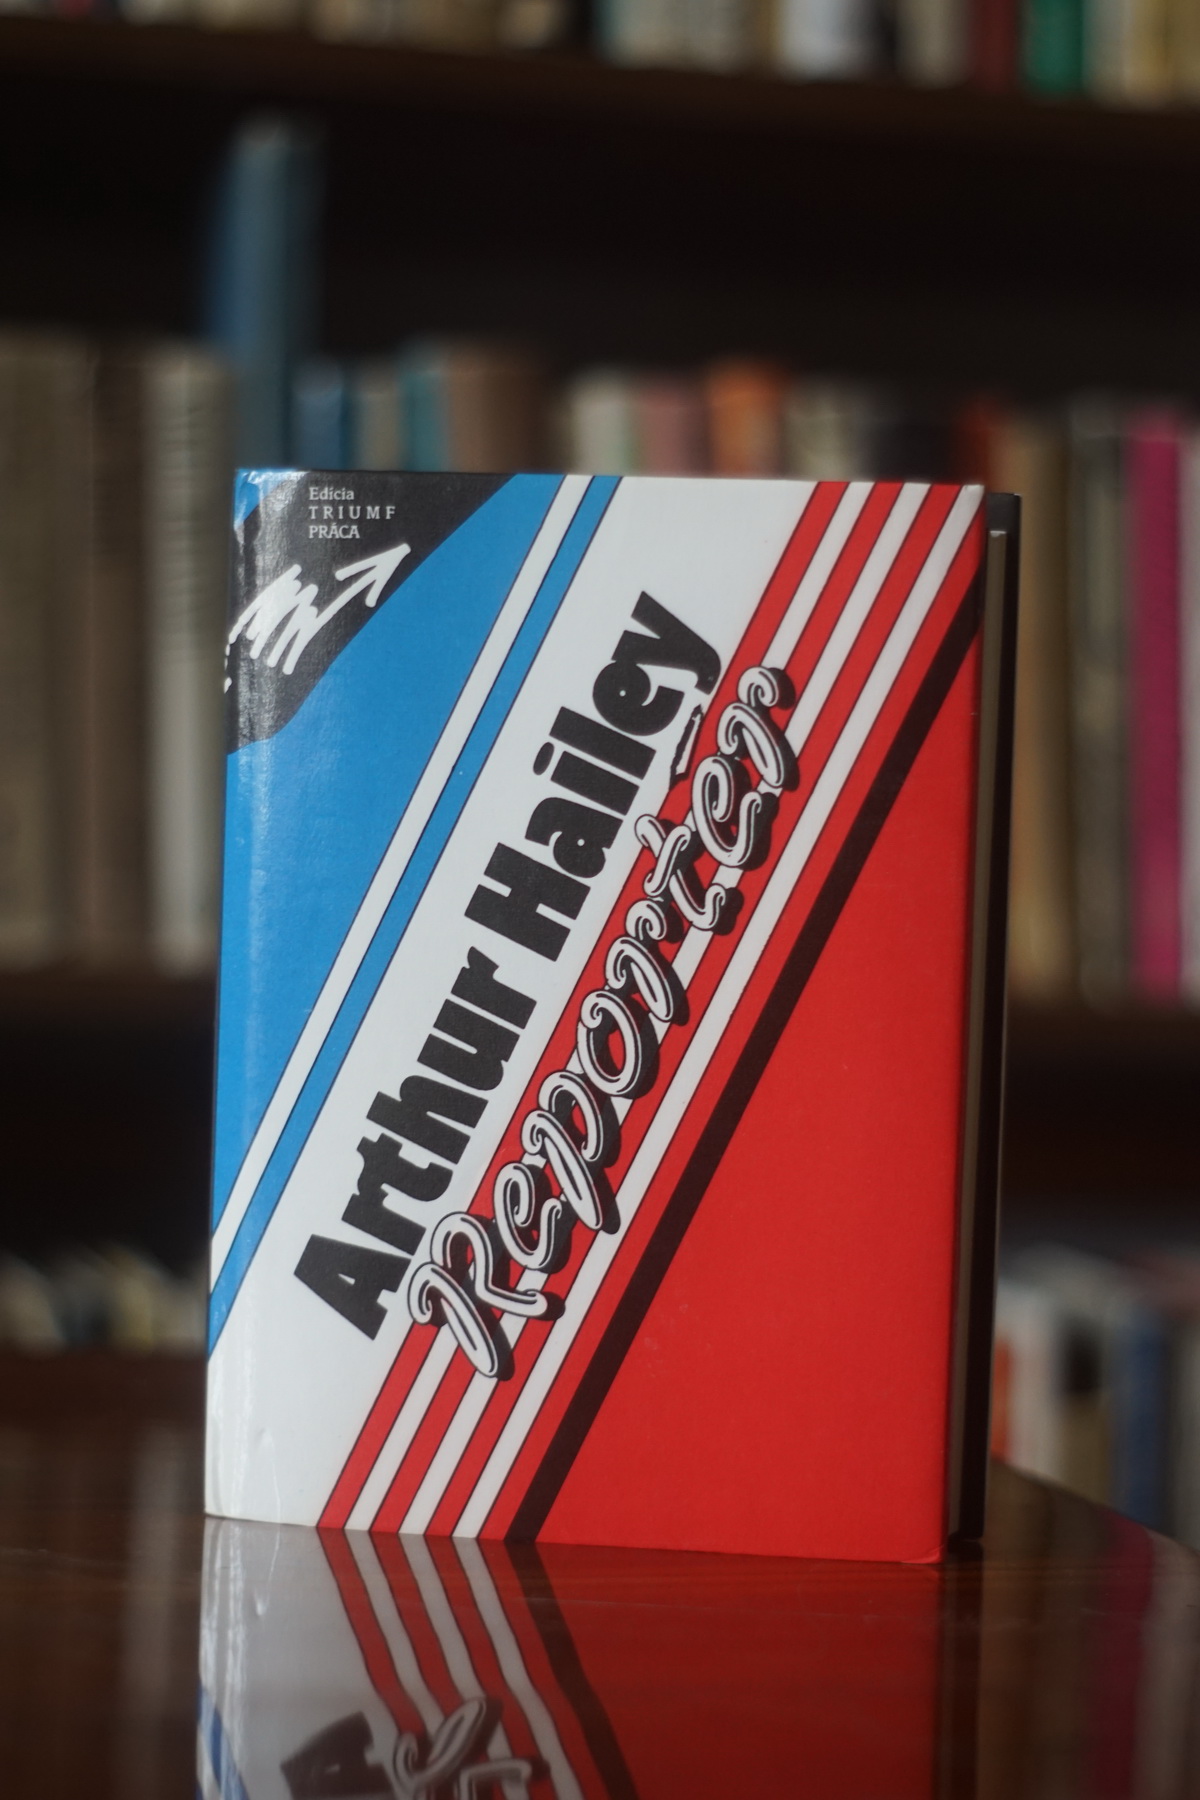 Edícia
TRIUMF
PRÁCA
Arthur Hailey
Reportér